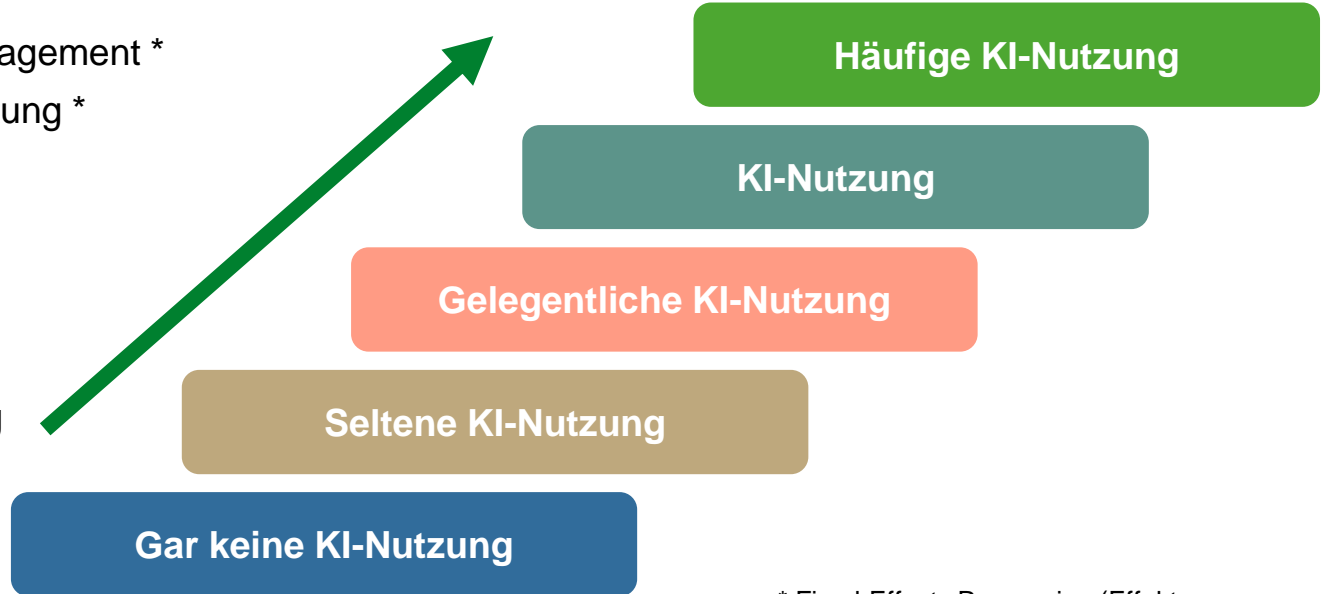 agement *
Häufige KI-Nutzung
ung *
KI-Nutzung
Gelegentliche KI-Nutzung
Seltene KI-Nutzung
Gar keine KI-Nutzung